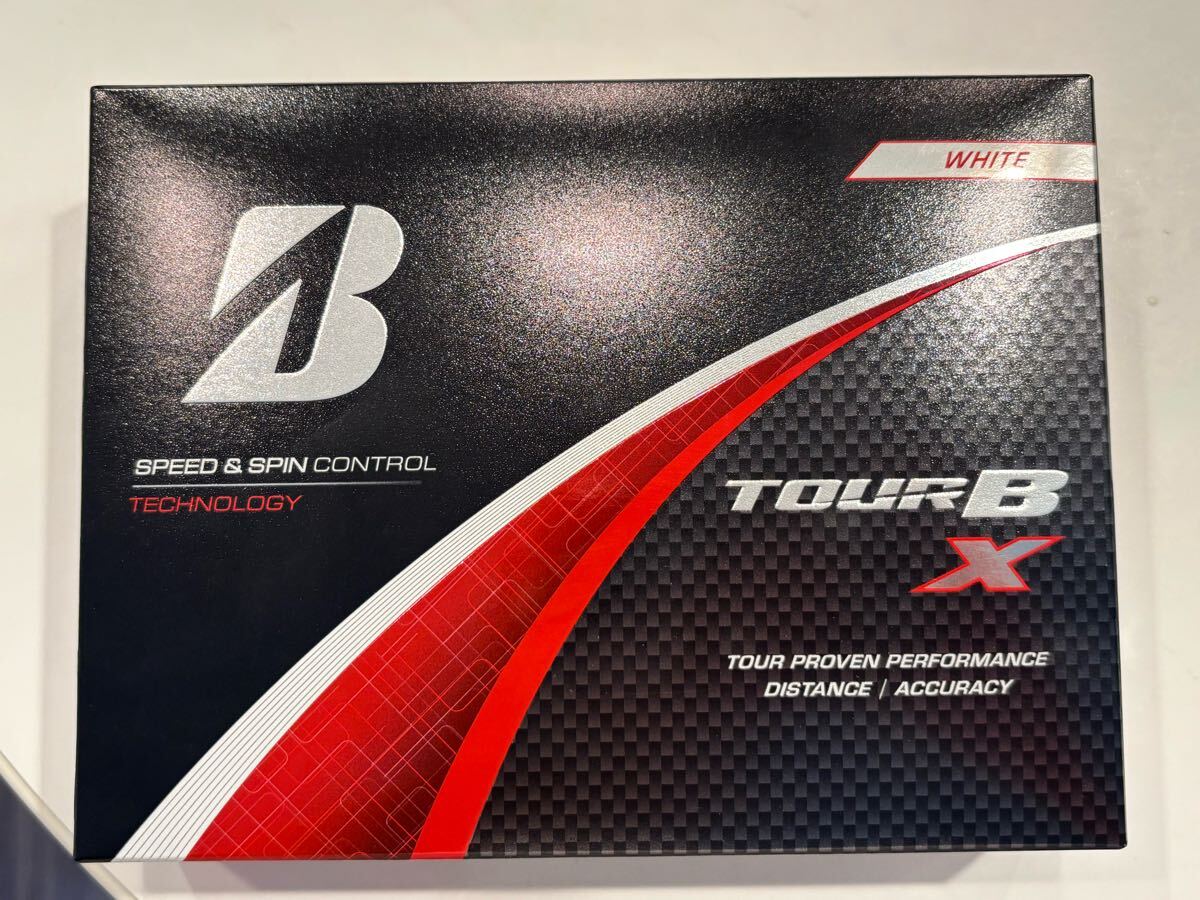 WHITE
B
SPEED & SPIN CONTROL
TECHNOLOGY
TOUR B
X
TOUR PROVEN PERFORMANCE
DISTANCE / ACCURACY